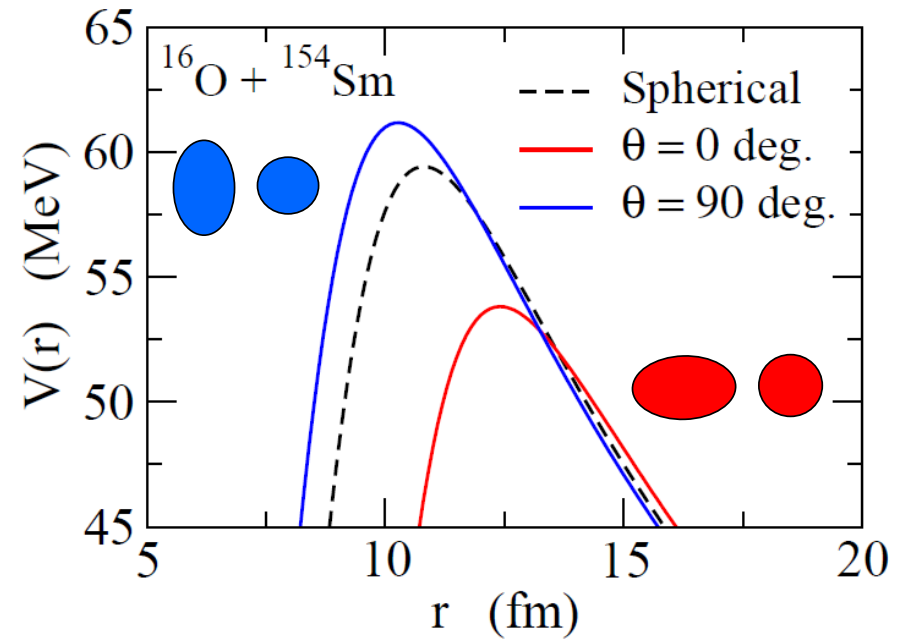 65
60
55
50
45
V(r) (MeV)
¹⁶O + ¹⁵⁴Sm
Spherical
θ = 0 deg.
θ = 90 deg.
5 10 15 20
r (fm)